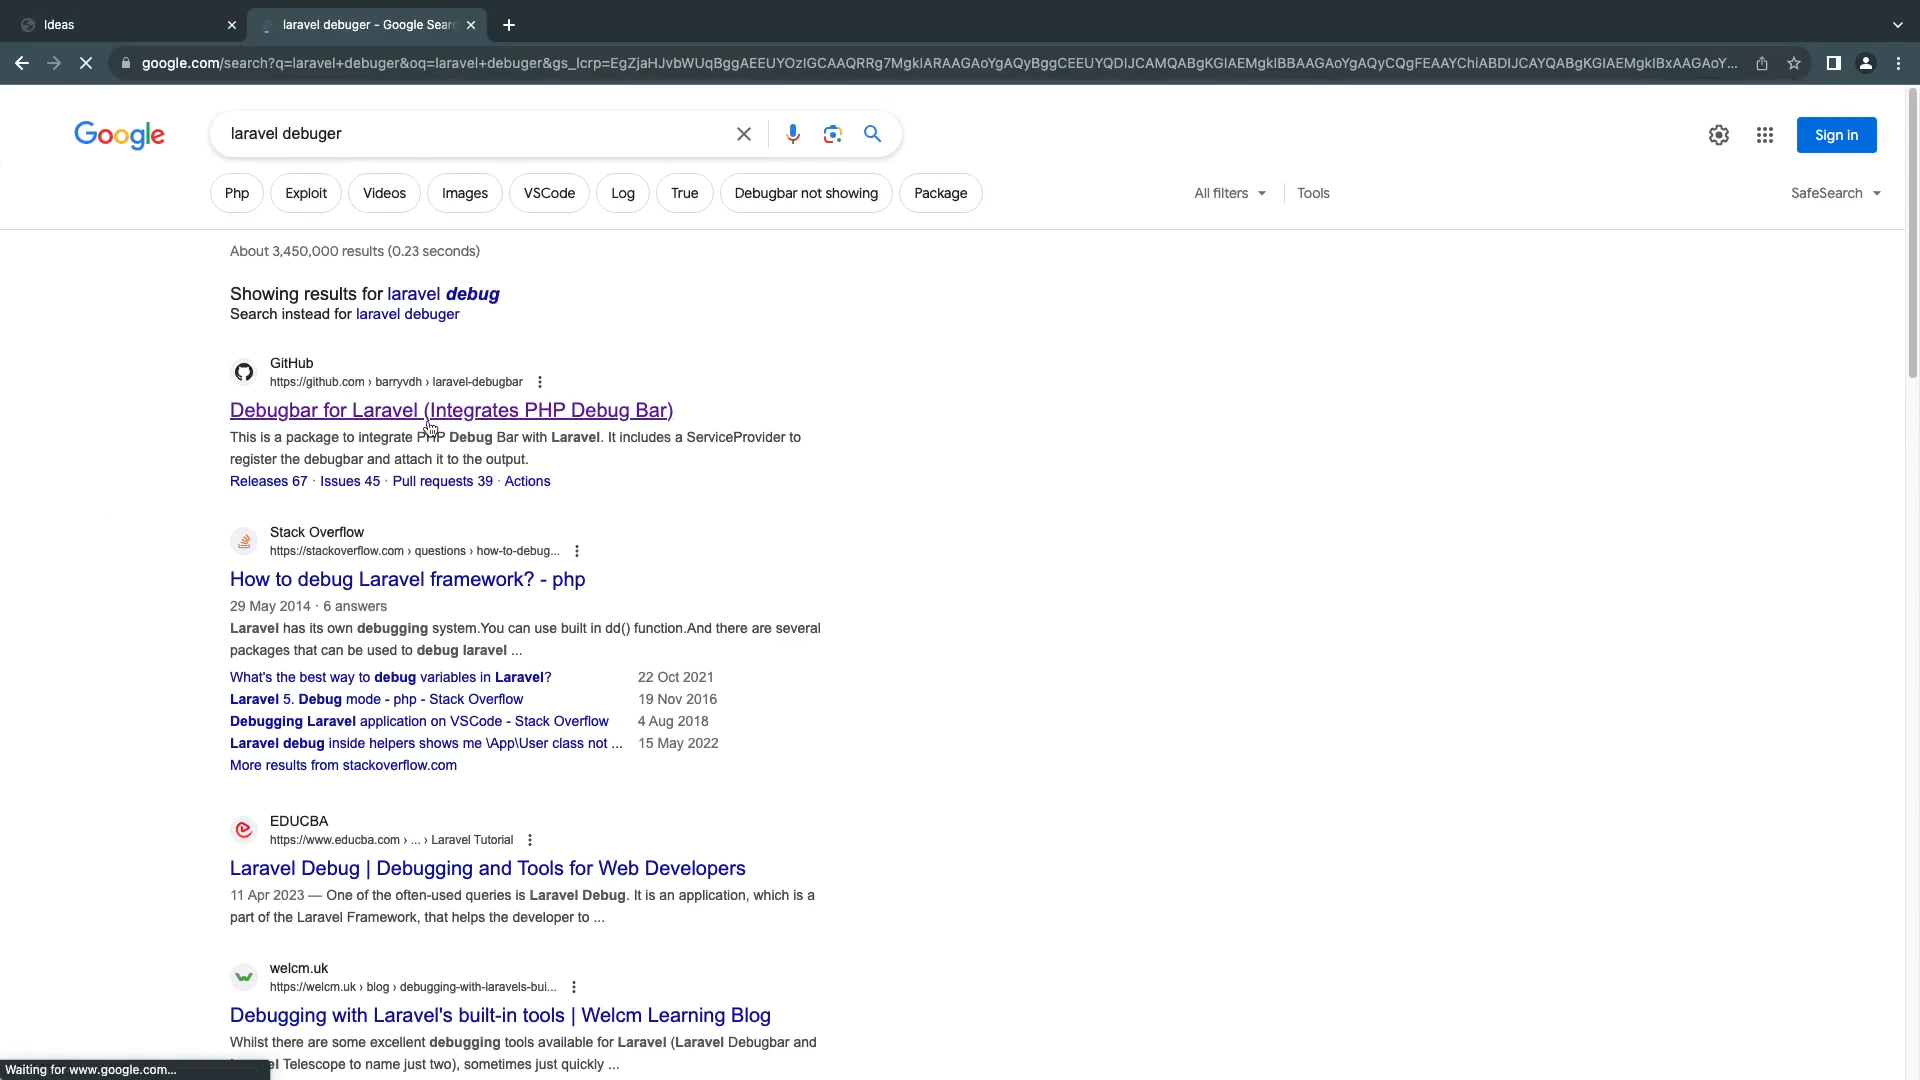 Ideas
laravel debuger - Google Sear
google.com/search?q=laravel+debuger&oq=laravel+debuger&gs_lcrp=EgZjaHJvbWUqBggAEEUYOzIGCAAQRRg7MgkIARAAGAoYgAQyBggCEEUYQDIJCAMQABgKGIAEMgkIBBAAGAoYgAQyCQgFEAAYChiABDIJCAYQABgKGIAEMgkIBxAAGAoY...
Google
laravel debuger
Sign in
Php
Exploit
Videos
Images
VSCode
Log
True
Debugbar not showing
Package
All filters
Tools
SafeSearch
About 3,450,000 results (0.23 seconds)
Showing results for laravel debug
Search instead for laravel debuger
GitHub
https://github.com › barryvdh › laravel-debugbar
Debugbar for Laravel (Integrates PHP Debug Bar)
This is a package to integrate PHP Debug Bar with Laravel. It includes a ServiceProvider to
register the debugbar and attach it to the output.
Releases 67 · Issues 45 · Pull requests 39 · Actions
Stack Overflow
https://stackoverflow.com › questions › how-to-debug...
How to debug Laravel framework? - php
29 May 2014 · 6 answers
Laravel has its own debugging system.You can use built in dd() function.And there are several
packages that can be used to debug laravel ...
What's the best way to debug variables in Laravel? 22 Oct 2021
Laravel 5. Debug mode - php - Stack Overflow 19 Nov 2016
Debugging Laravel application on VSCode - Stack Overflow 4 Aug 2018
Laravel debug inside helpers shows me \App\User class not ... 15 May 2022
More results from stackoverflow.com
EDUCBA
https://www.educba.com › ... › Laravel Tutorial
Laravel Debug | Debugging and Tools for Web Developers
11 Apr 2023 — One of the often-used queries is Laravel Debug. It is an application, which is a
part of the Laravel Framework, that helps the developer to ...
welcm.uk
https://welcm.uk › blog › debugging-with-laravels-bui...
Debugging with Laravel's built-in tools | Welcm Learning Blog
Whilst there are some excellent debugging tools available for Laravel (Laravel Debugbar and
Telescope to name just two), sometimes just quickly ...
Waiting for www.google.com...